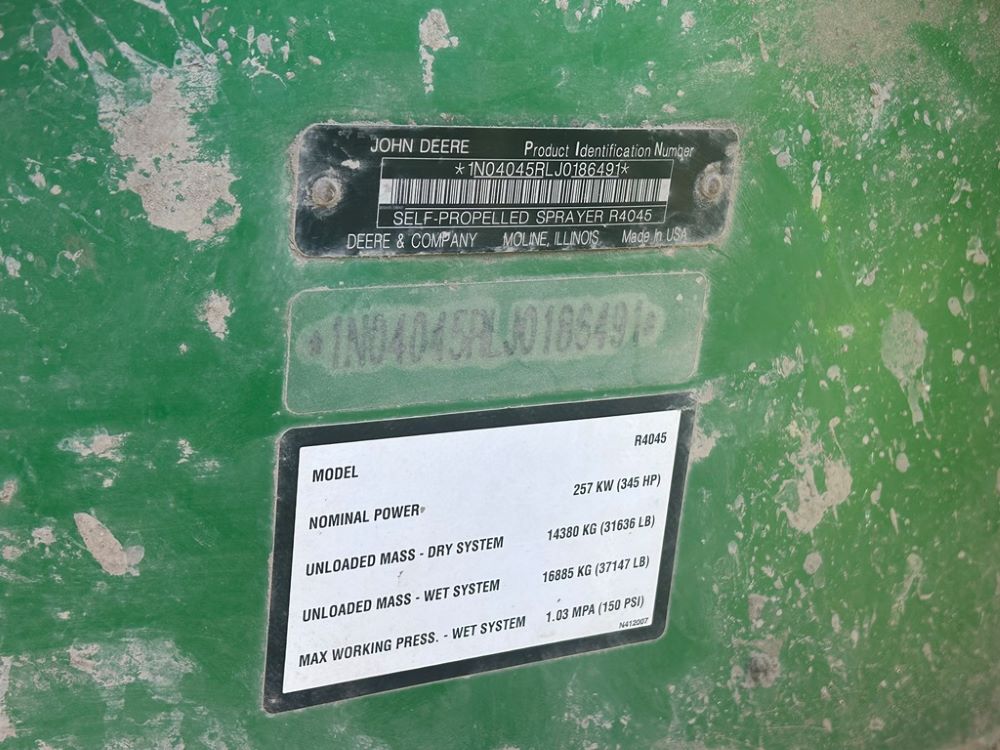 JOHN DEERE Product Identification Number
*1N04045RLJ0186491*
SELF-PROPELLED SPRAYER R4045
DEERE & COMPANY MOLINE, ILLINOIS Made In USA
*1N04045RLJ0186491*
MODEL R4045
NOMINAL POWER 257 KW (345 HP)
UNLOADED MASS - DRY SYSTEM 14380 KG (31636 LB)
UNLOADED MASS - WET SYSTEM 16885 KG (37147 LB)
MAX WORKING PRESS. - WET SYSTEM 1.03 MPA (150 PSI)
N412007